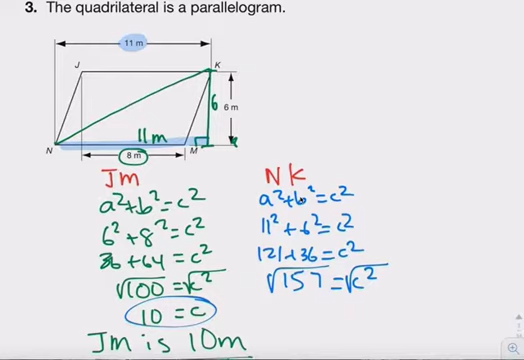 3. The quadrilateral is a parallelogram.
11 m
J
K
6
6 m
11m
N
8 m
M
Jm
a²+b²=c²
6²+8²=c²
36+64=c²
√100=√c²
10=c
Jm is 10m
NK
a²+b²=c²
11²+6²=c²
121+36=c²
√157=√c²